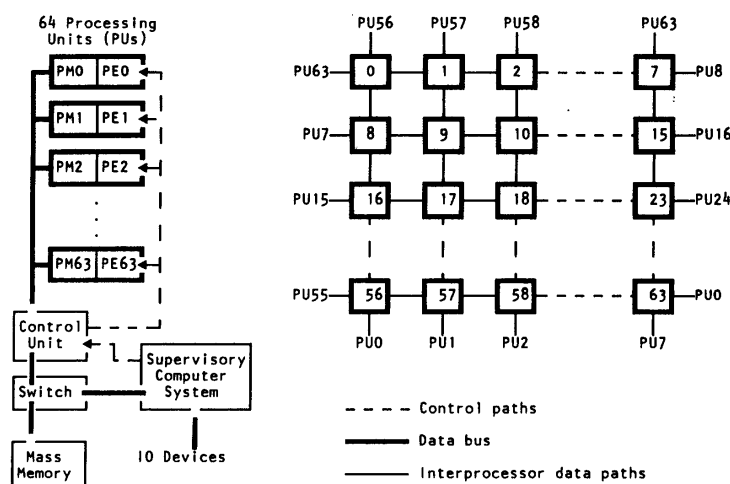 64 Processing
Units (PUs)
PM0 PE0
PM1 PE1
PM2 PE2
PM63 PE63
Control
Unit
Supervisory
Computer
System
Switch
Mass
Memory
IO Devices
PU56 PU57 PU58 PU63
PU63 0 1 2 7 PU8
PU7 8 9 10 15 PU16
PU15 16 17 18 23 PU24
PU55 56 57 58 63 PU0
PU0 PU1 PU2 PU7
Control paths
Data bus
Interprocessor data paths